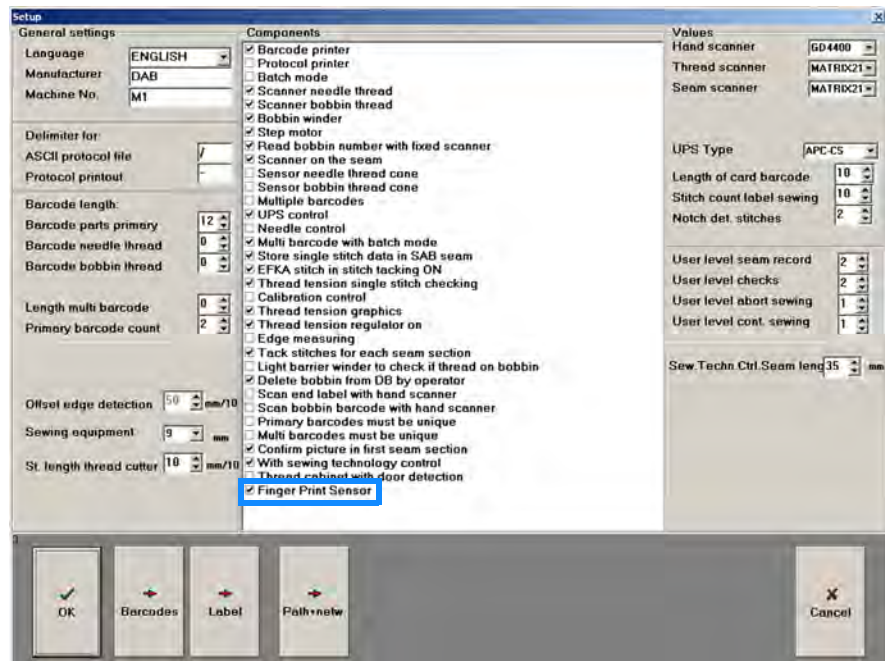 Setup
General settings
Language ENGLISH
Manufacturer DAB
Machine No. M1
Delimiter for:
ASCII protocol file /
Protocol printout -
Barcode length:
Barcode parts primary 12
Barcode needle thread 0
Barcode bobbin thread 0
Length multi barcode 0
Primary barcode count 2
Offset edge detection 50 mm/10
Sewing equipment 9 mm
St. length thread cutter 10 mm/10
Components
Barcode printer
Protocol printer
Batch mode
Scanner needle thread
Scanner bobbin thread
Bobbin winder
Step motor
Read bobbin number with fixed scanner
Scanner on the seam
Sensor needle thread cone
Sensor bobbin thread cone
Multiple barcodes
UPS control
Needle control
Multi barcode with batch mode
Store single stitch data in SAB seam
EFKA stitch in stitch tacking ON
Thread tension single stitch checking
Calibration control
Thread tension graphics
Thread tension regulator on
Edge measuring
Tack stitches for each seam section
Light barrier winder to check if thread on bobbin
Delete bobbin from DB by operator
Scan end label with hand scanner
Scan bobbin barcode with hand scanner
Primary barcodes must be unique
Multi barcodes must be unique
Confirm picture in first seam section
With sewing technology control
Thread cabinet with door detection
Finger Print Sensor
Values
Hand scanner GD4400
Thread scanner MATRIX21
Seam scanner MATRIX21
UPS Type APC-CS
Length of card barcode 10
Stitch count label sewing 10
Notch det. stitches 2
User level seam record 2
User level checks 2
User level abort sewing 1
User level cont. sewing 1
Sew.Techn Ctrl.Seam leng 35 mm
3
OK
Barcodes
Label
Path+netw
Cancel